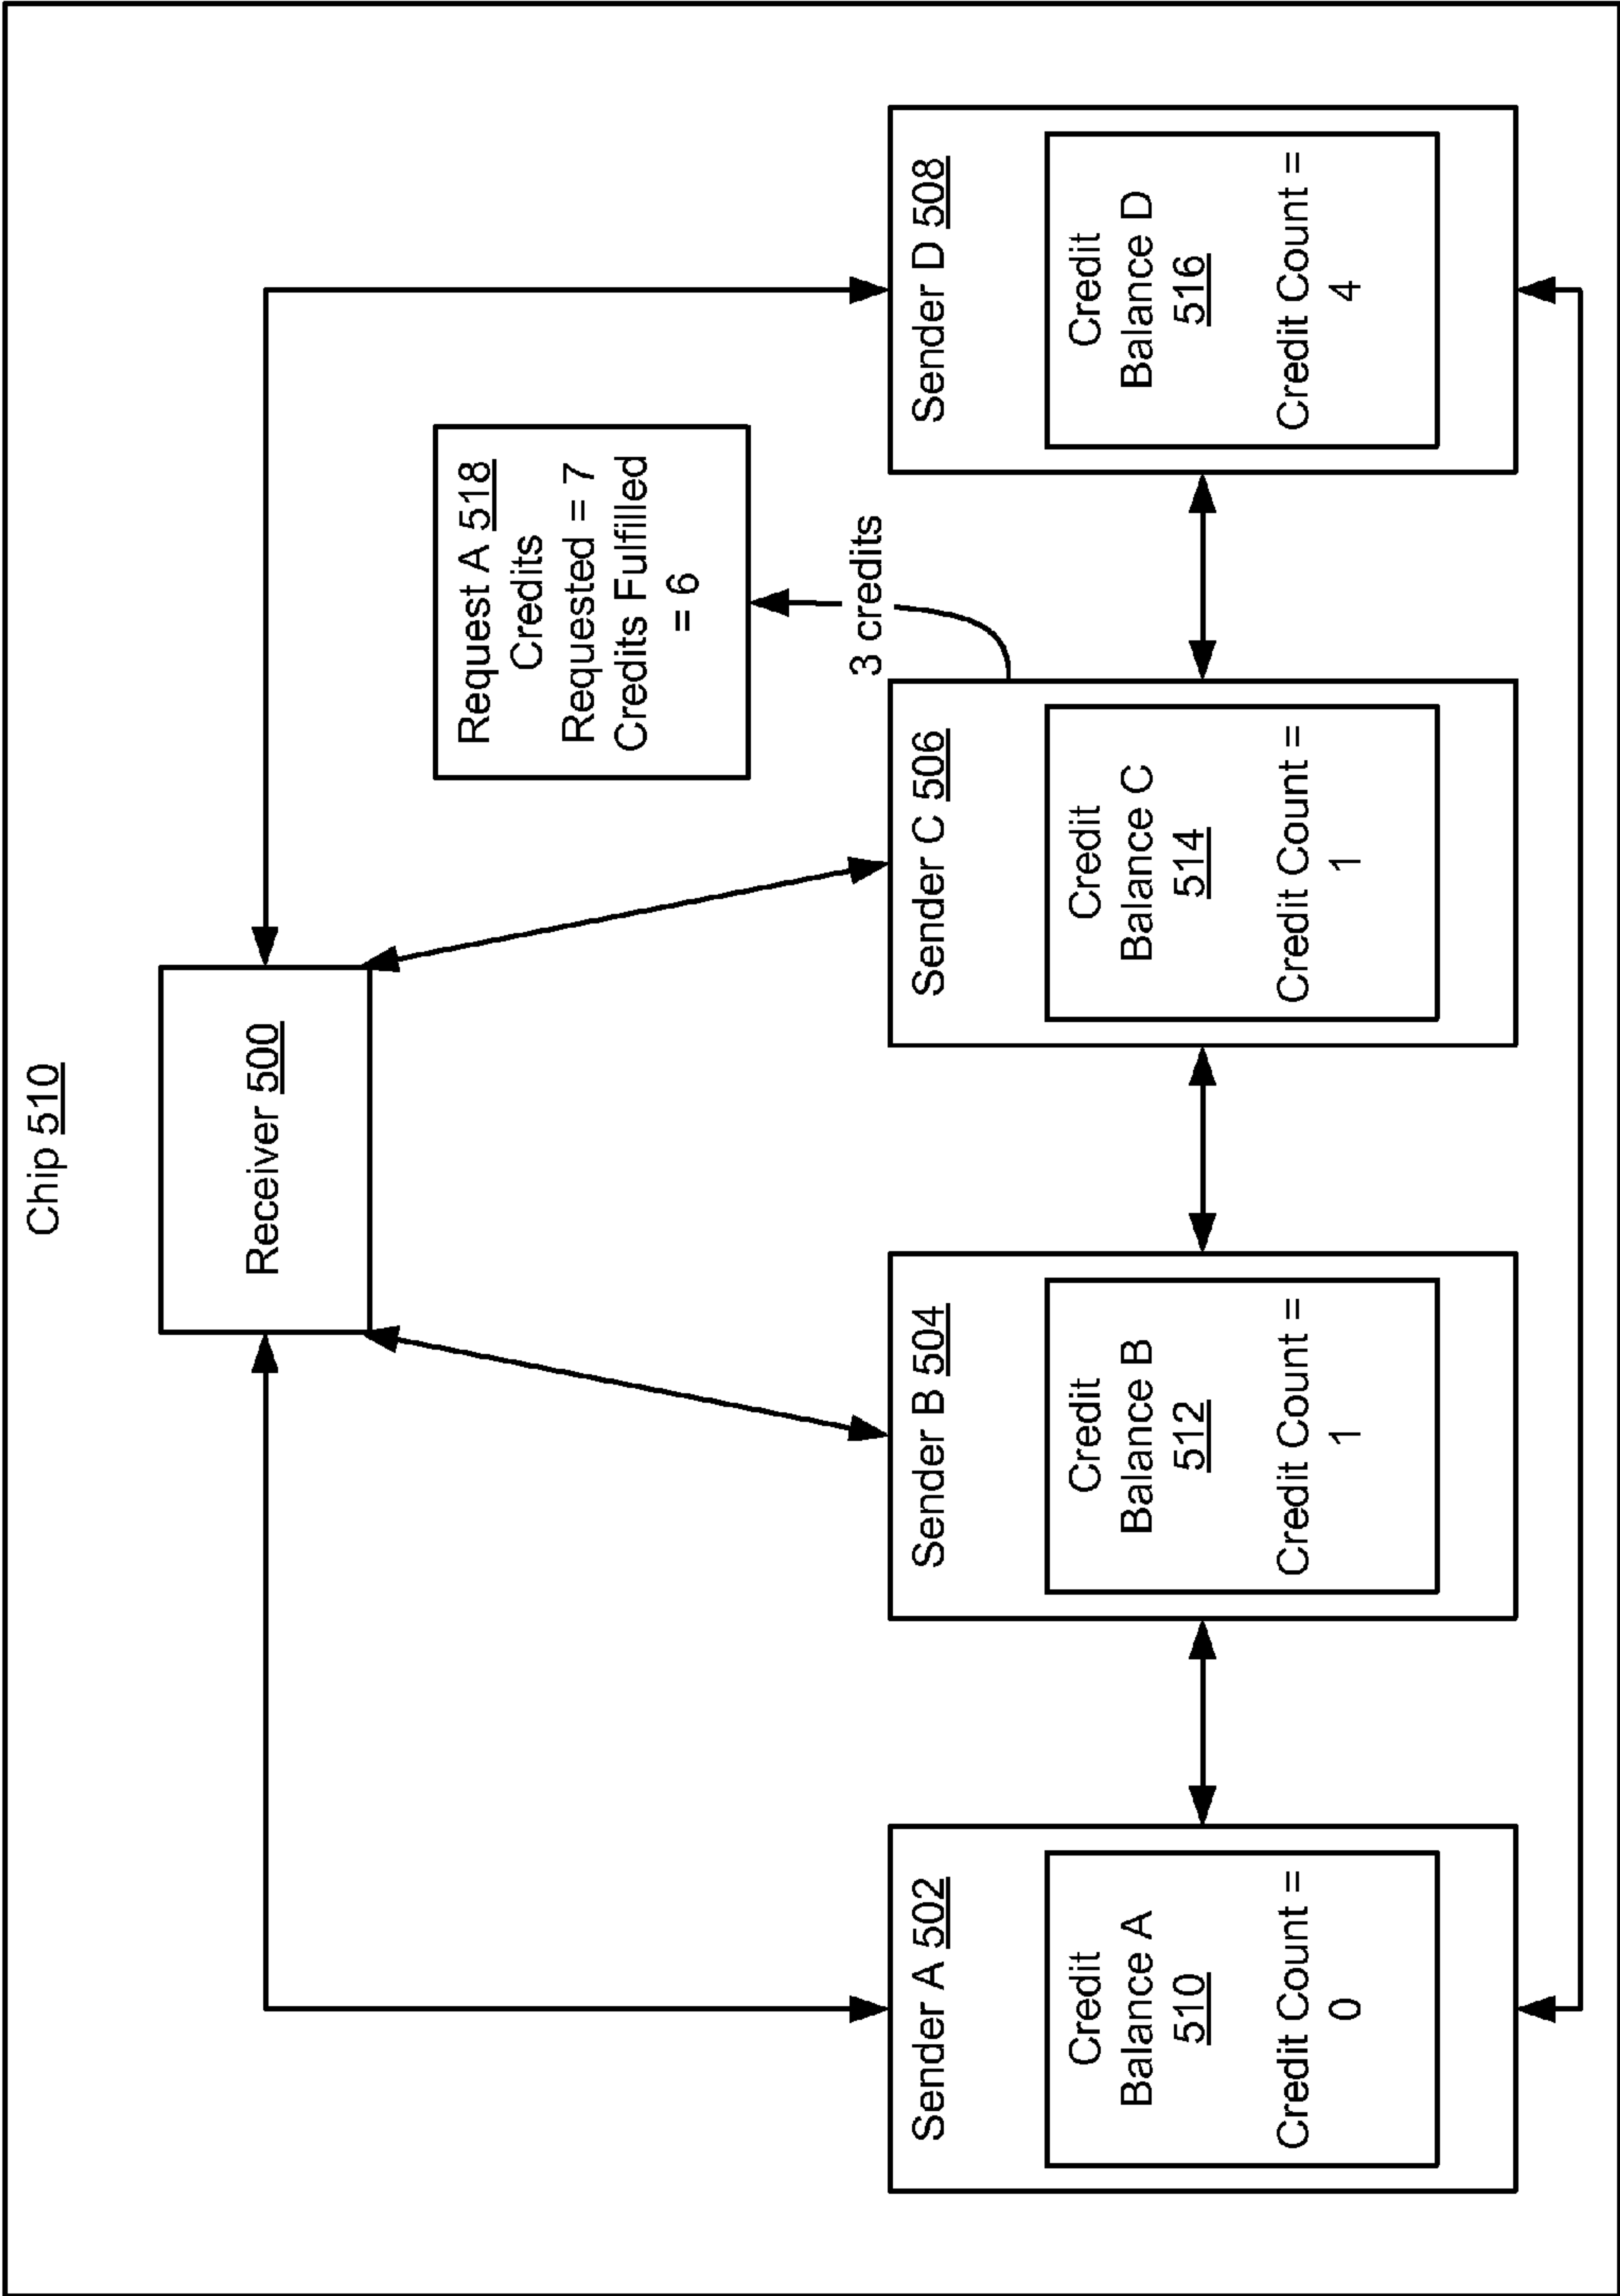 Chip 510
Receiver 500
Request A 518
Credits
Requested = 7
Credits Fulfilled
= 6
3 credits
Sender A 502
Credit
Balance A
510
Credit Count =
0
Sender B 504
Credit
Balance B
512
Credit Count =
1
Sender C 506
Credit
Balance C
514
Credit Count =
1
Sender D 508
Credit
Balance D
516
Credit Count =
4